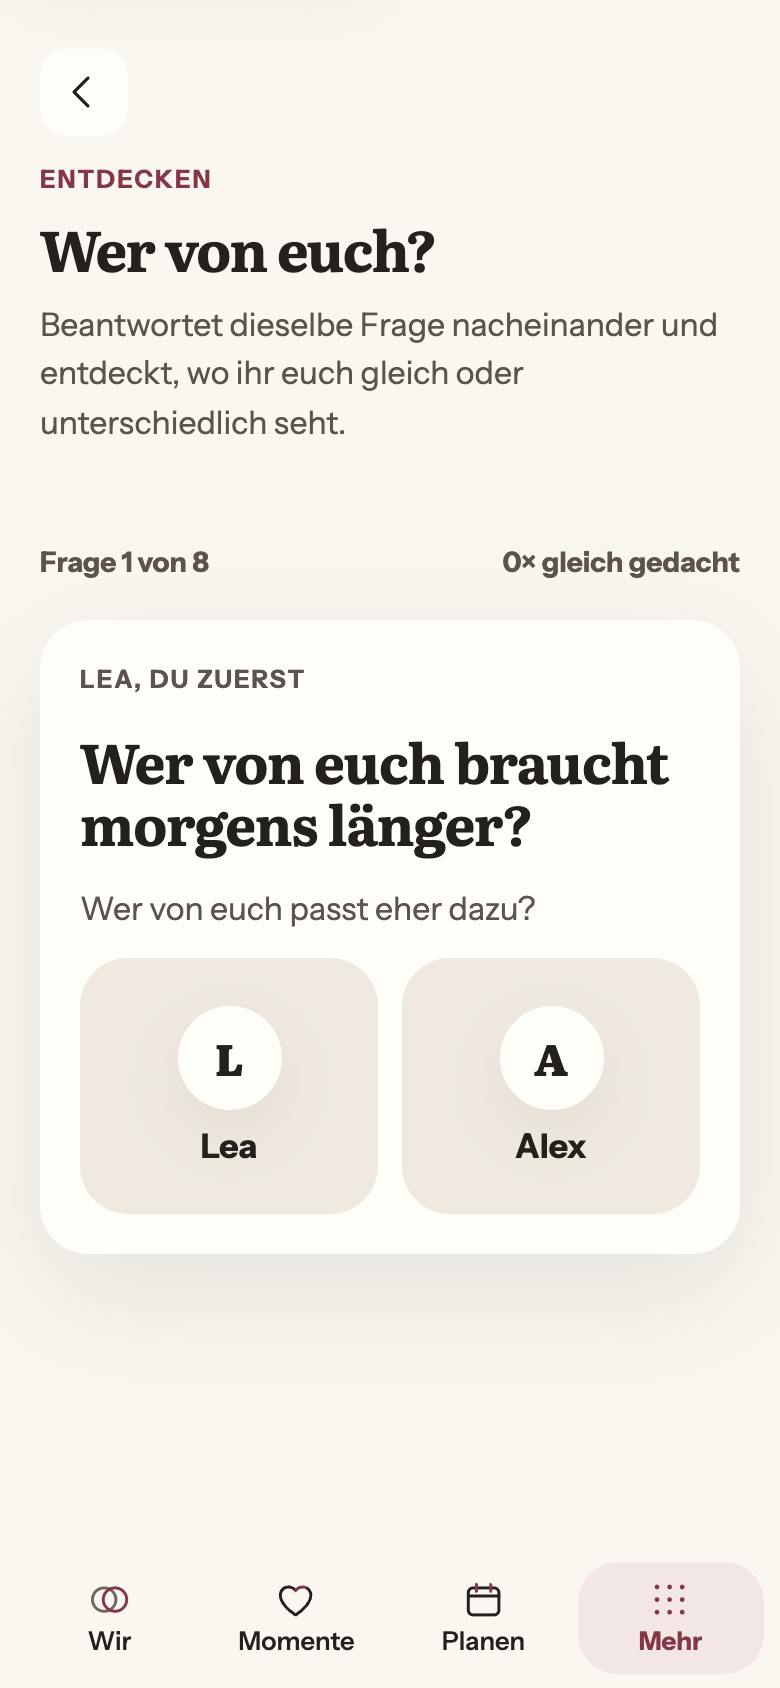 ENTDECKEN
Wer von euch?
Beantwortet dieselbe Frage nacheinander und
entdeckt, wo ihr euch gleich oder
unterschiedlich seht.
Frage 1 von 8
0× gleich gedacht
LEA, DU ZUERST
Wer von euch braucht
morgens länger?
Wer von euch passt eher dazu?
L
A
Lea
Alex
Wir
Momente
Planen
Mehr